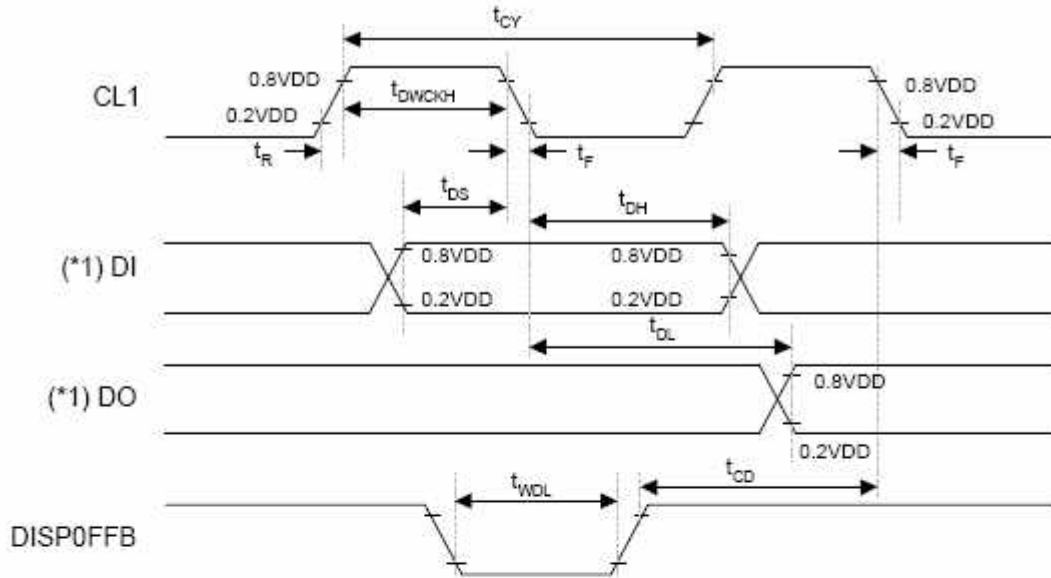 tCY
CL1
0.8VDD
tDWCKH
0.8VDD
0.2VDD
0.2VDD
tR
tF
tF
tDS
tDH
(*1) DI
0.8VDD
0.8VDD
0.2VDD
0.2VDD
tDL
(*1) DO
0.8VDD
0.2VDD
tWDL
tCD
DISP0FFB